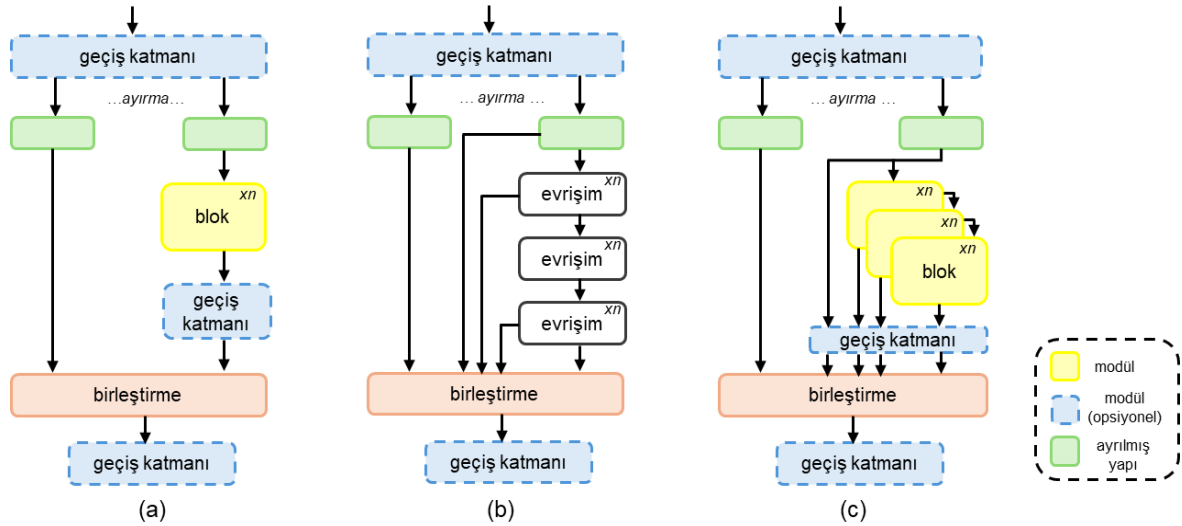 geçiş katmanı
…ayırma…
xn
blok
geçiş
katmanı
birleştirme
geçiş katmanı
(a)
geçiş katmanı
… ayırma …
xn
evrişim
xn
evrişim
xn
evrişim
birleştirme
geçiş katmanı
(b)
geçiş katmanı
… ayırma …
xn
xn
xn
blok
geçiş katmanı
birleştirme
geçiş katmanı
(c)
modül
modül
(opsiyonel)
ayrılmış
yapı